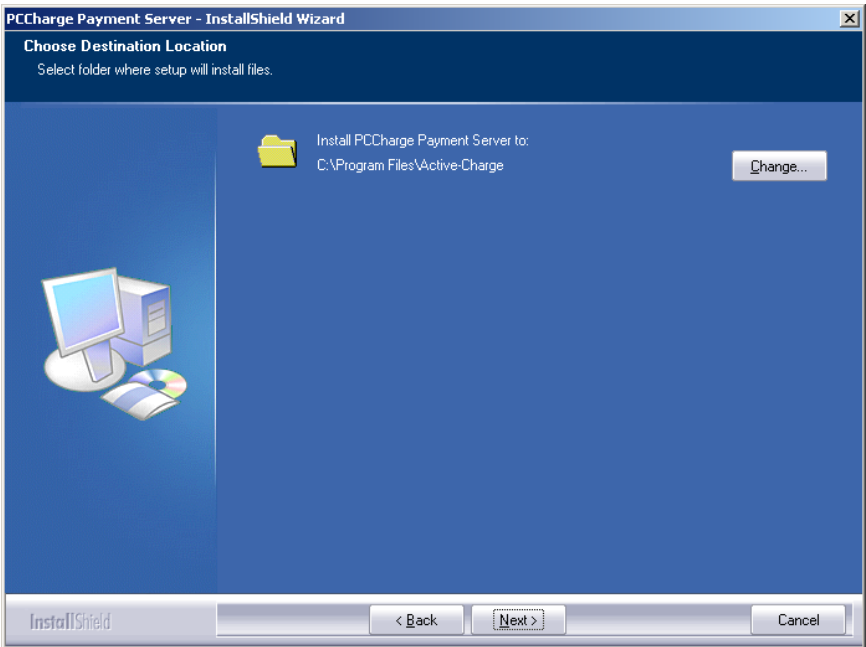 PCCharge Payment Server - InstallShield Wizard
Choose Destination Location
Select folder where setup will install files.
Install PCCharge Payment Server to:
C:\Program Files\Active-Charge
Change...
InstallShield
< Back
Next >
Cancel